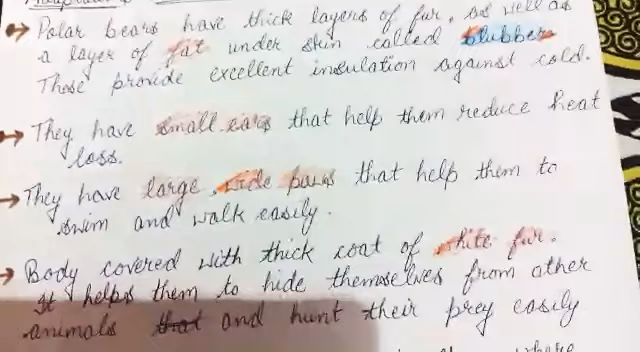 Polar bears have thick layers of fur, as well as
a layer of fat under skin called blubber
These provide excellent insulation against cold.
They have small ears that help them reduce heat
loss.
They have large, wide paws that help them to
swim and walk easily.
Body covered with thick coat of white fur.
It helps them to hide themselves from other
animals that and hunt their prey easily
where